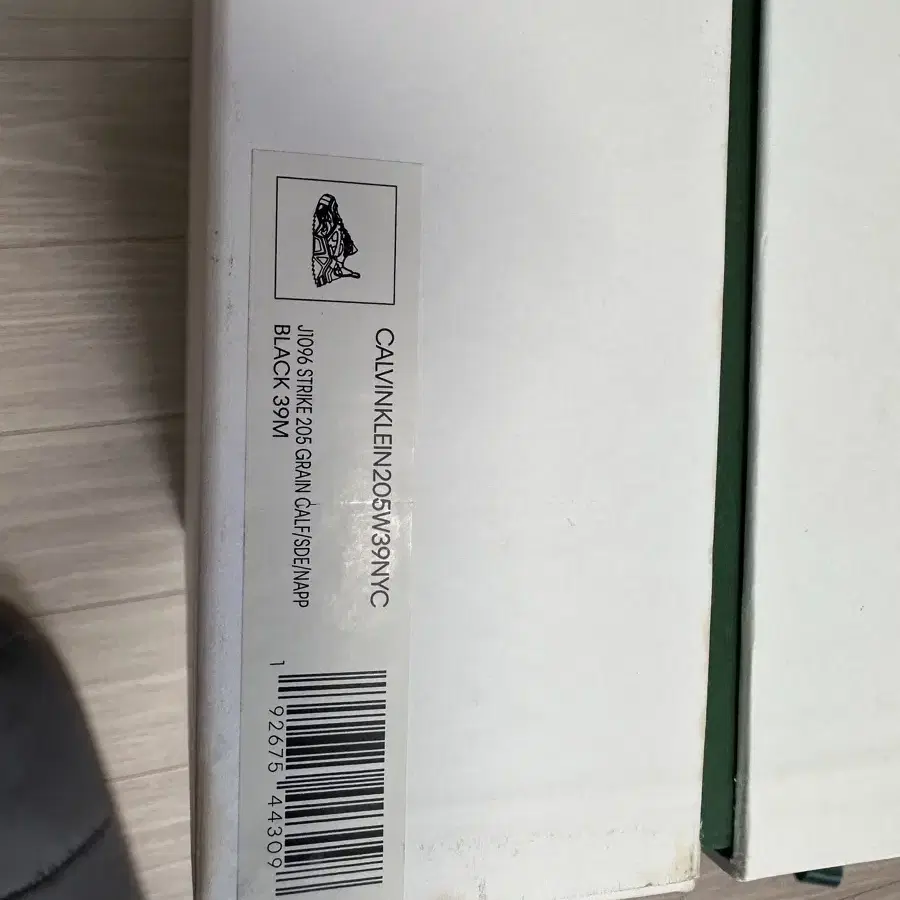 CALVINKLEIN205W39NYC
J1096 STRIKE 205 GRAIN CALF/SDE/NAPP
BLACK 39M
1 92675 44309